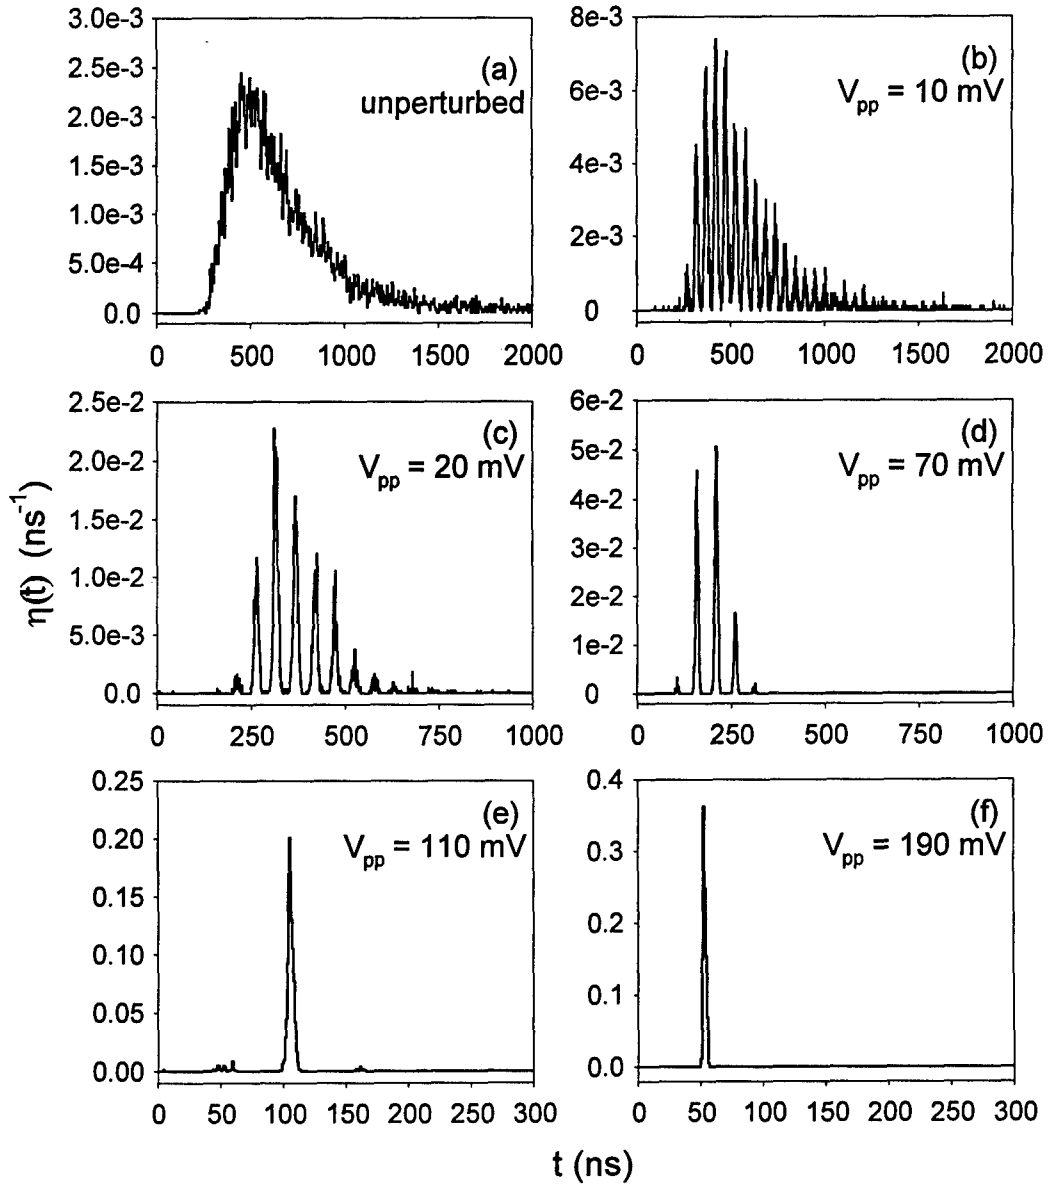 3.0e-3
2.5e-3
2.0e-3
1.5e-3
1.0e-3
5.0e-4
0.0
0 500 1000 1500 2000
(a)
unperturbed
8e-3
6e-3
4e-3
2e-3
0
0 500 1000 1500 2000
(b)
Vpp = 10 mV
2.5e-2
2.0e-2
1.5e-2
1.0e-2
5.0e-3
0.0
0 250 500 750 1000
(c)
Vpp = 20 mV
6e-2
5e-2
4e-2
3e-2
2e-2
1e-2
0
0 250 500 750 1000
(d)
Vpp = 70 mV
0.25
0.20
0.15
0.10
0.05
0.00
0 50 100 150 200 250 300
(e)
Vpp = 110 mV
0.4
0.3
0.2
0.1
0.0
0 50 100 150 200 250 300
(f)
Vpp = 190 mV
η(t) (ns⁻¹)
t (ns)